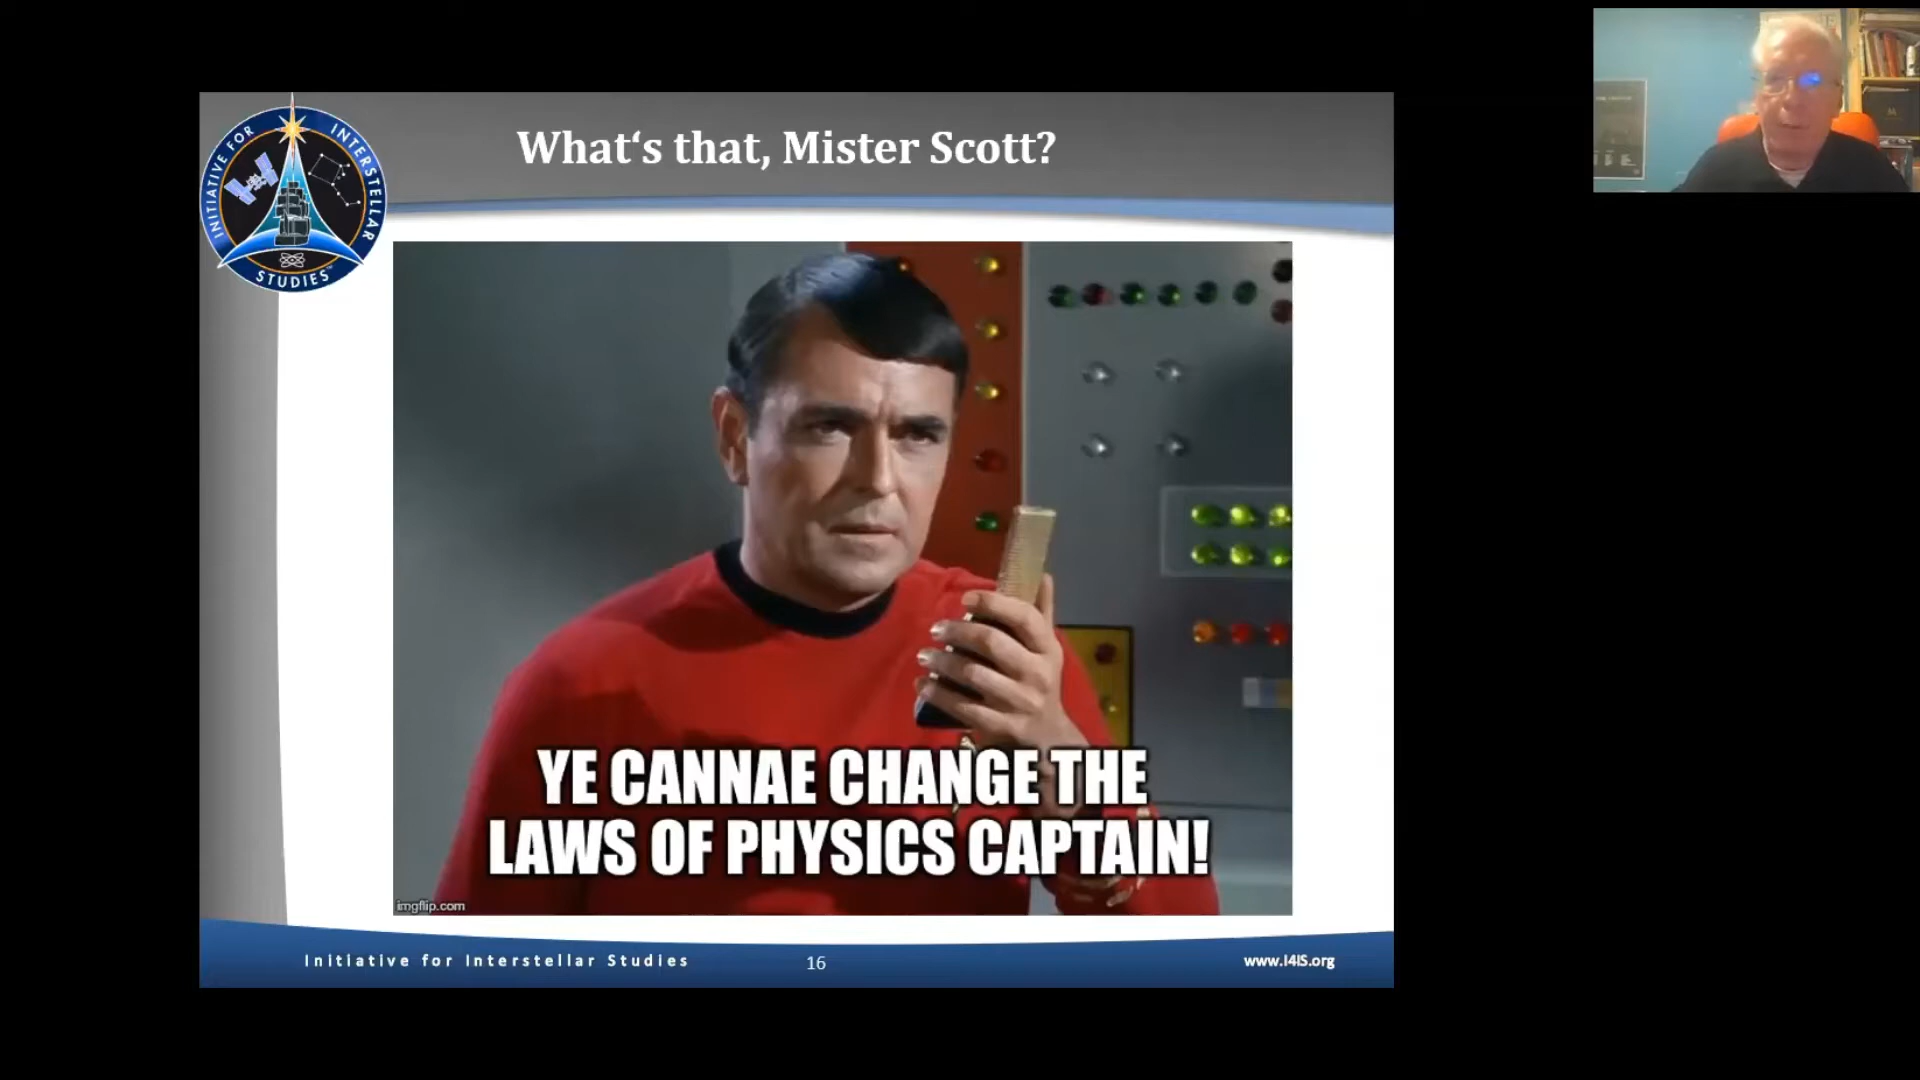 What‘s that, Mister Scott?
INITIATIVE FOR INTERSTELLAR
STUDIES
YE CANNAE CHANGE THE
LAWS OF PHYSICS CAPTAIN!
imgflip.com
Initiative for Interstellar Studies
16
www.I4IS.org